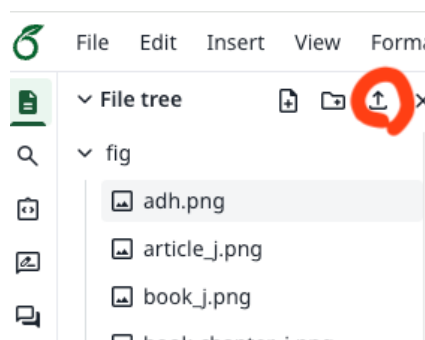 File Edit Insert View Forma
File tree
fig
adh.png
article_j.png
book_j.png